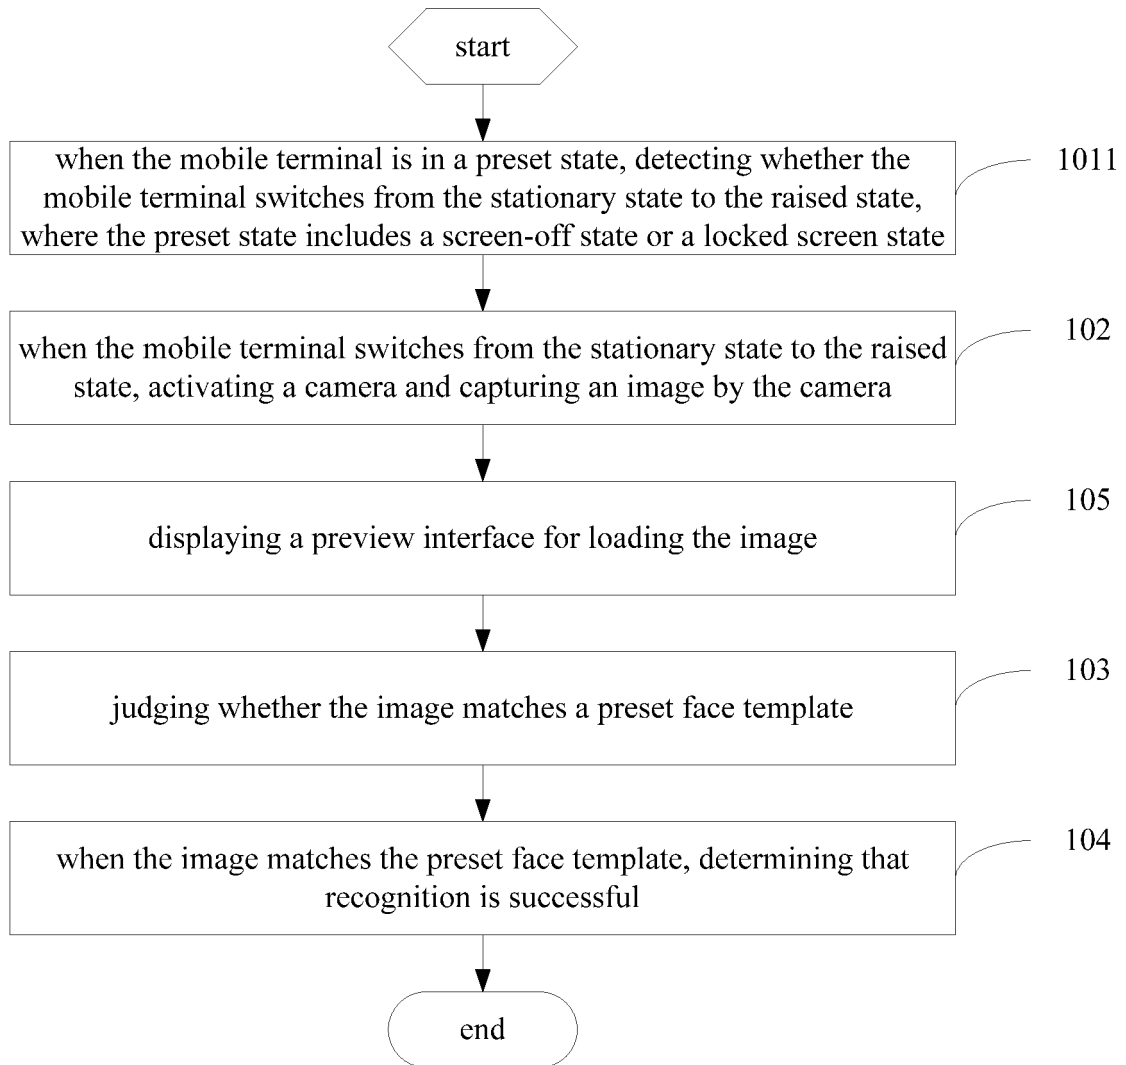 start
when the mobile terminal is in a preset state, detecting whether the
mobile terminal switches from the stationary state to the raised state,
where the preset state includes a screen-off state or a locked screen state
1011
when the mobile terminal switches from the stationary state to the raised
state, activating a camera and capturing an image by the camera
102
displaying a preview interface for loading the image
105
judging whether the image matches a preset face template
103
when the image matches the preset face template, determining that
recognition is successful
104
end